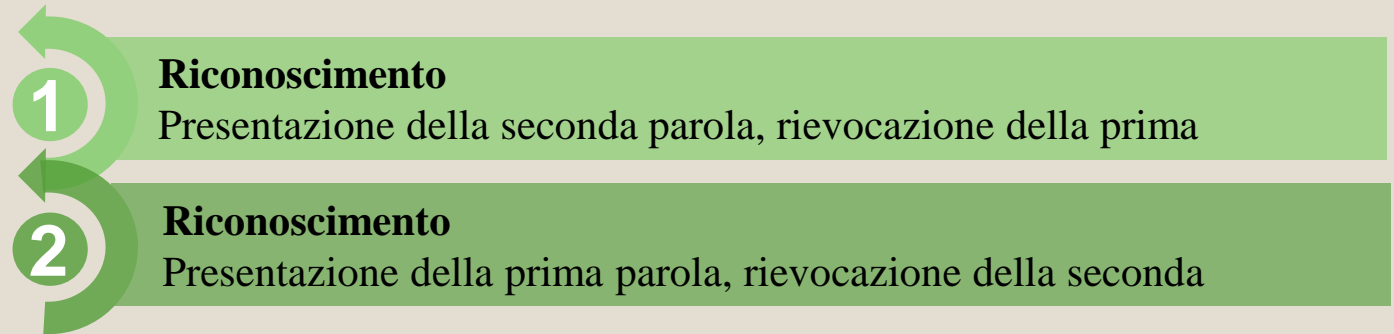 1
Riconoscimento
Presentazione della seconda parola, rievocazione della prima
2
Riconoscimento
Presentazione della prima parola, rievocazione della seconda